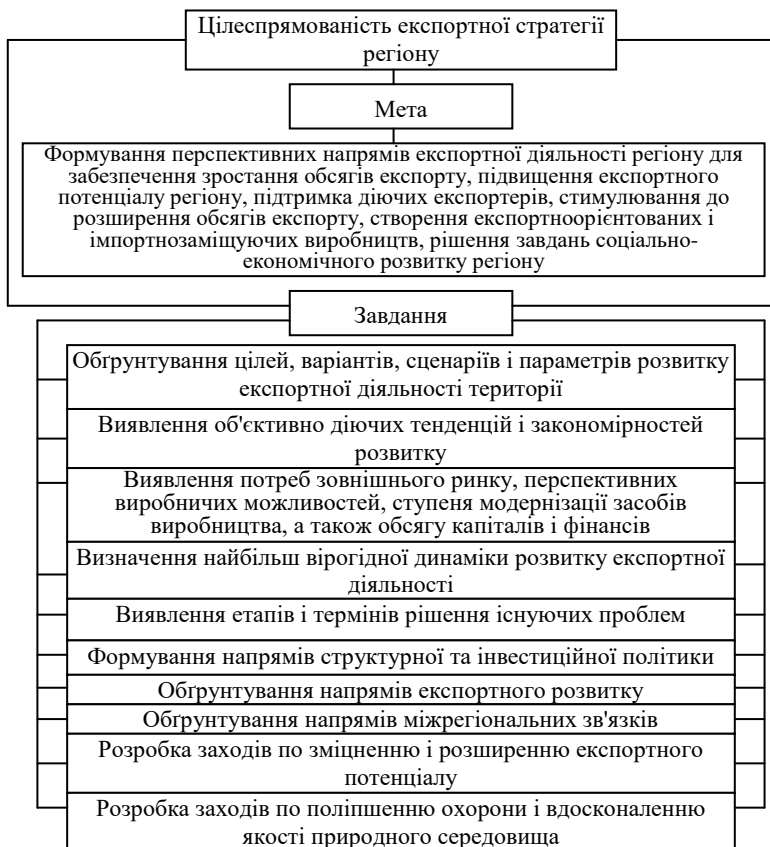 Цілеспрямованість експортної стратегії
регіону
Мета
Формування перспективних напрямів експортної діяльності регіону для
забезпечення зростання обсягів експорту, підвищення експортного
потенціалу регіону, підтримка діючих експортерів, стимулювання до
розширення обсягів експорту, створення експортноорієнтованих і
імпортнозаміщуючих виробництв, рішення завдань соціально-
економічного розвитку регіону
Завдання
Обґрунтування цілей, варіантів, сценаріїв і параметрів розвитку
експортної діяльності території
Виявлення об'єктивно діючих тенденцій і закономірностей
розвитку
Виявлення потреб зовнішнього ринку, перспективних
виробничих можливостей, ступеня модернізації засобів
виробництва, а також обсягу капіталів і фінансів
Визначення найбільш вірогідної динаміки розвитку експортної
діяльності
Виявлення етапів і термінів рішення існуючих проблем
Формування напрямів структурної та інвестиційної політики
Обґрунтування напрямів експортного розвитку
Обґрунтування напрямів міжрегіональних зв'язків
Розробка заходів по зміцненню і розширенню експортного
потенціалу
Розробка заходів по поліпшенню охорони і вдосконаленню
якості природного середовища